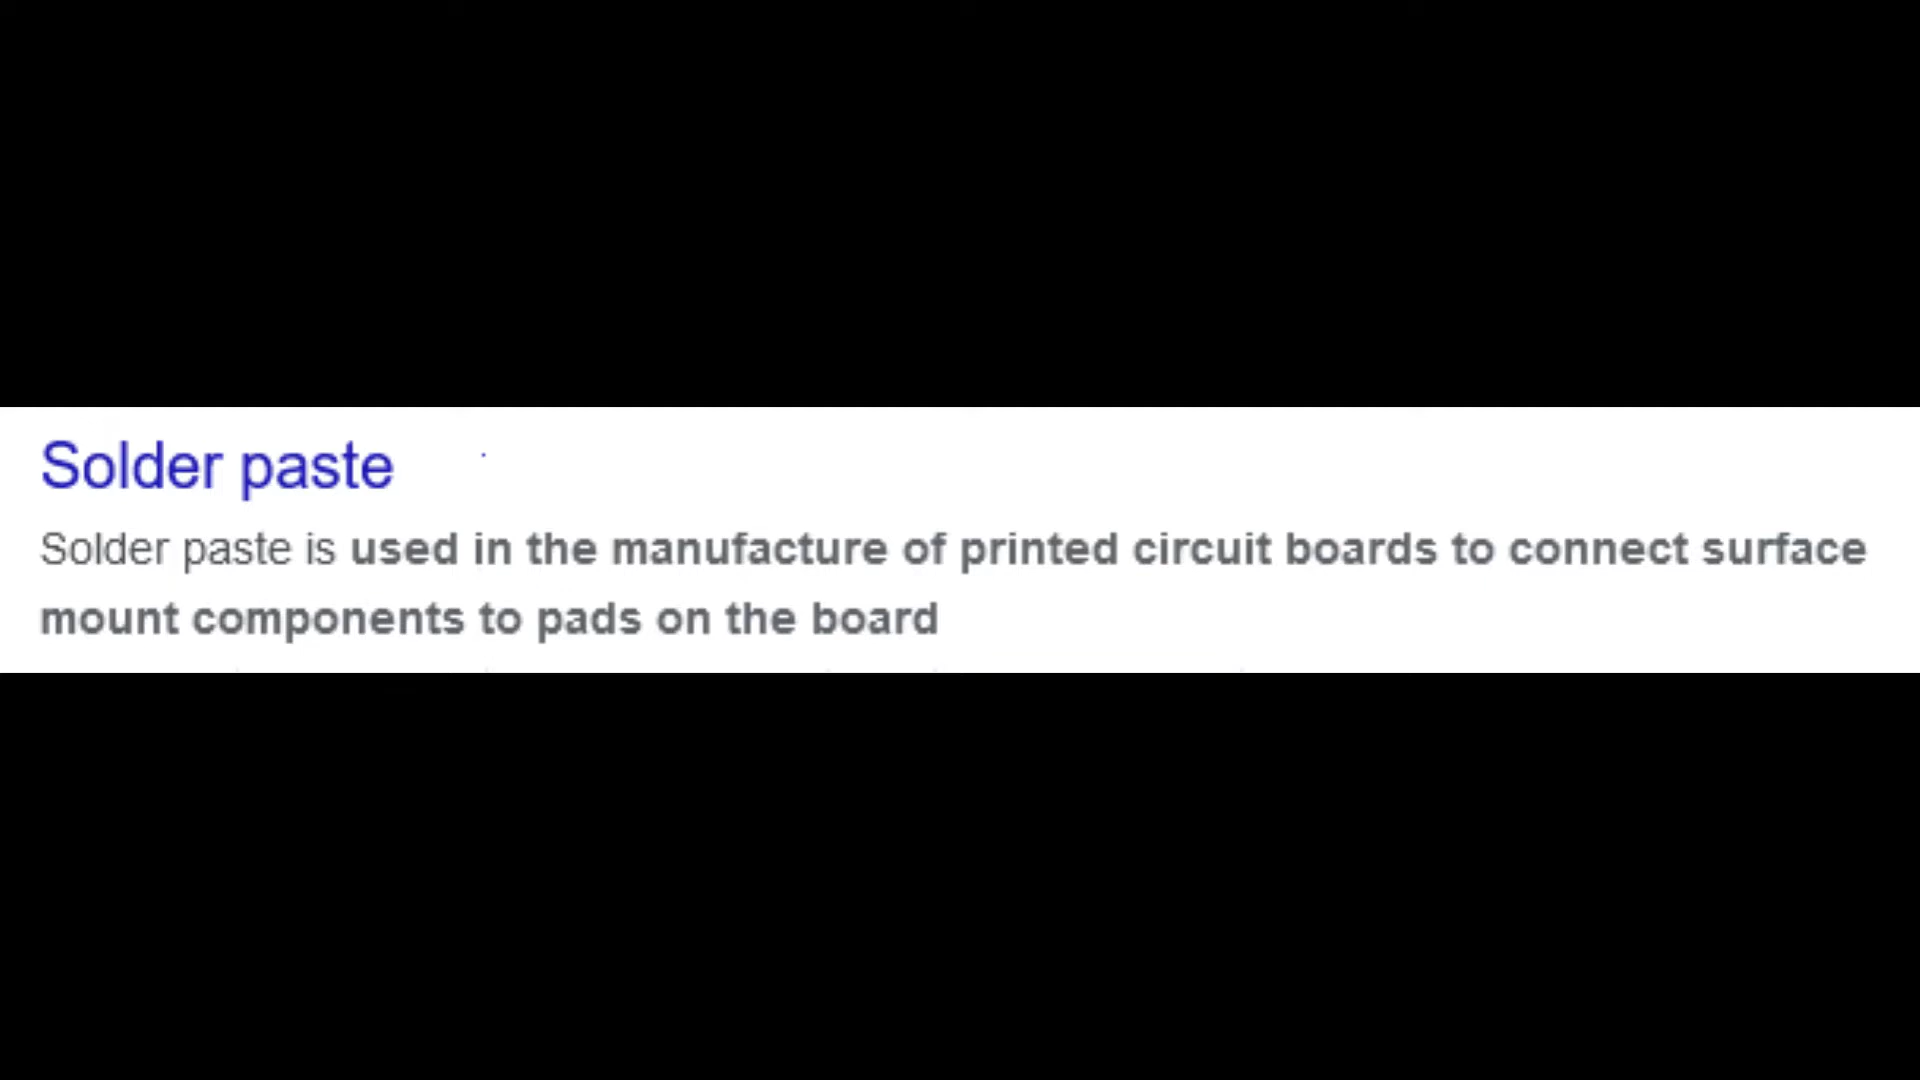 Solder paste
Solder paste is used in the manufacture of printed circuit boards to connect surface
mount components to pads on the board